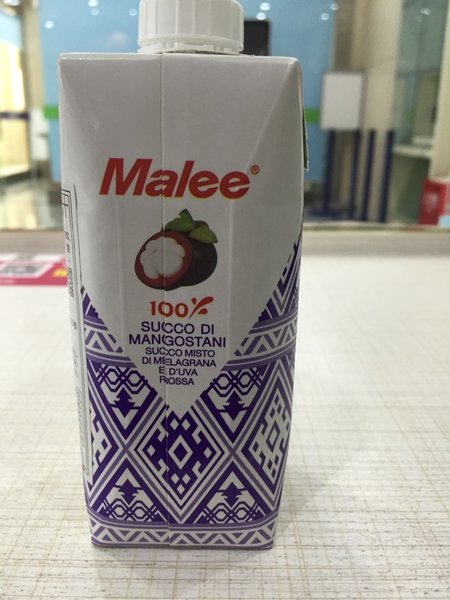 Malee®
100%
SUCCO DI
MANGOSTANI
SUCCO MISTO
DI MELAGRANA
E D'UVA
ROSSA